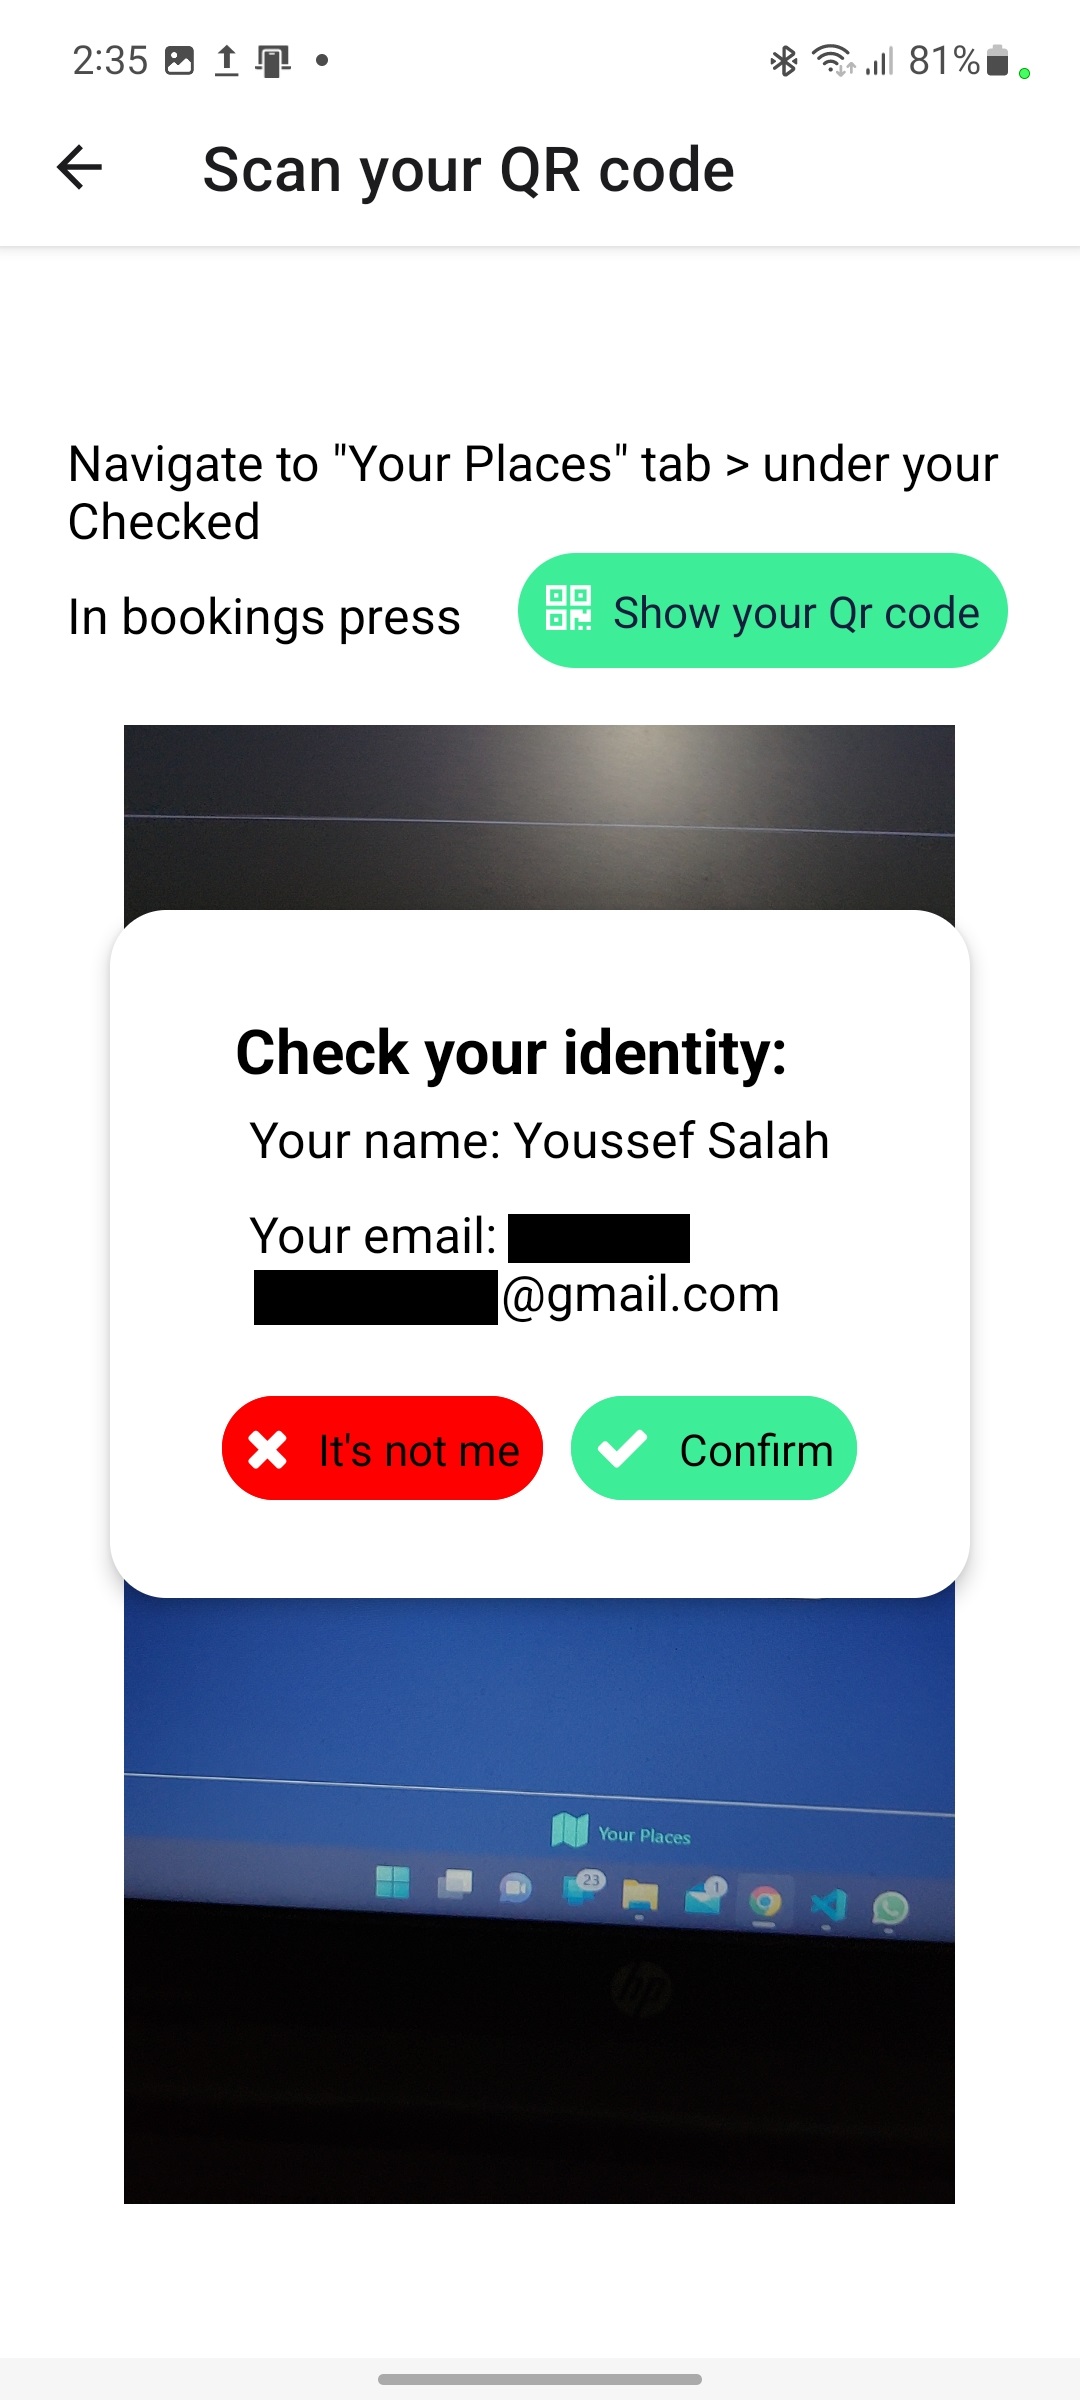 2:35
81%
Scan your QR code
Navigate to "Your Places" tab > under your
Checked
In bookings press
Show your Qr code
Check your identity:
Your name: Youssef Salah
Your email:
@gmail.com
It's not me
Confirm
Your Places
23
1
hp